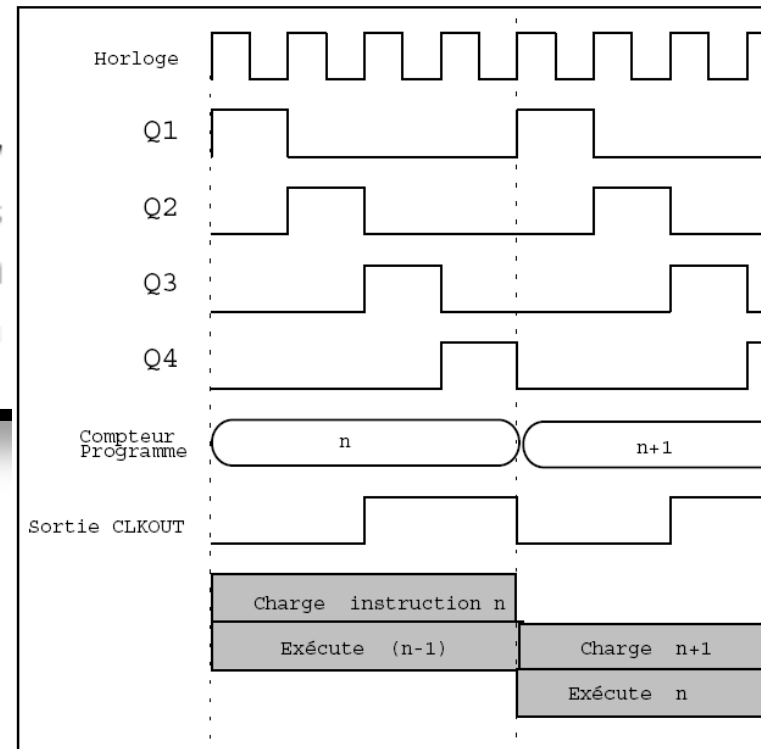 Horloge
Q1
Q2
Q3
Q4
Compteur
Programme
n
n+1
Sortie CLKOUT
Charge instruction n
Exécute (n-1)
Charge n+1
Exécute n